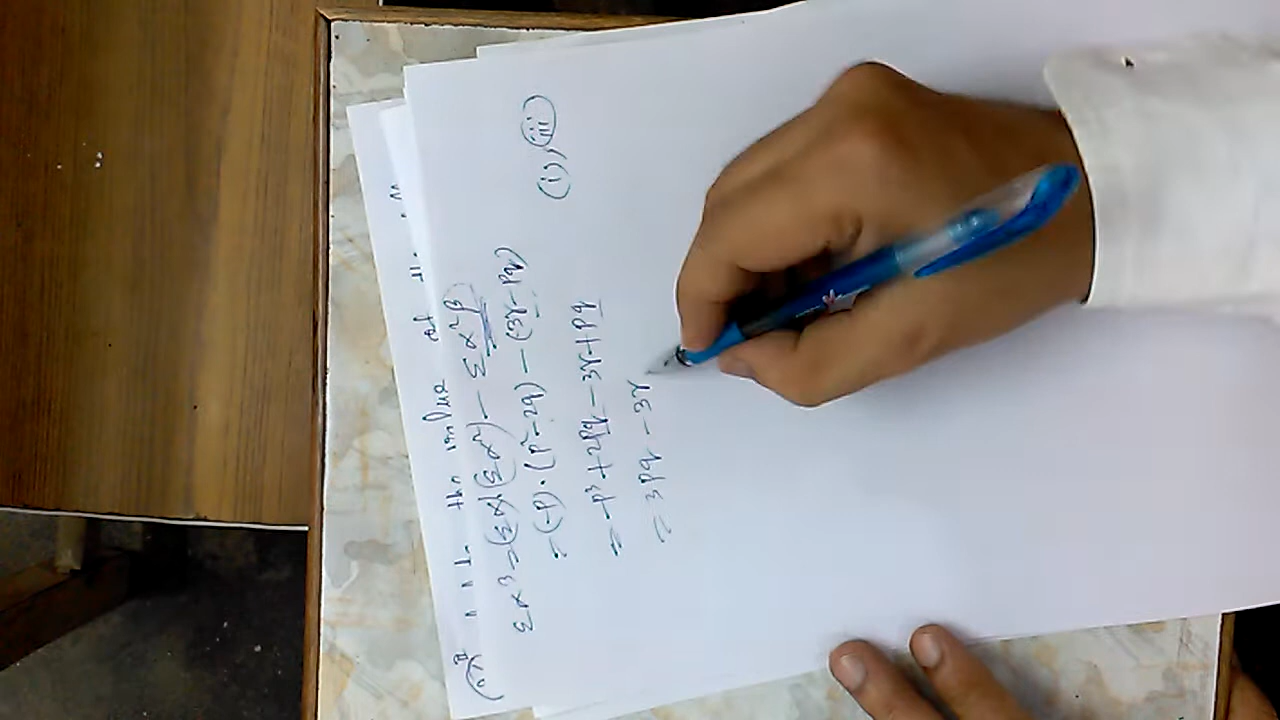 the value of
Σα³ = (Σα)(Σα²) - Σα²β
= (-p)·(p²-2q) - (3r-pq) (i),(iii)
= -p³+2pq-3r+pq
= 3pq - 3r